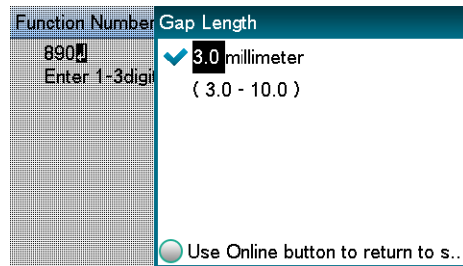 Function Number
890
Enter 1-3digi
Gap Length
3.0 millimeter
( 3.0 - 10.0 )
Use Online button to return to s..